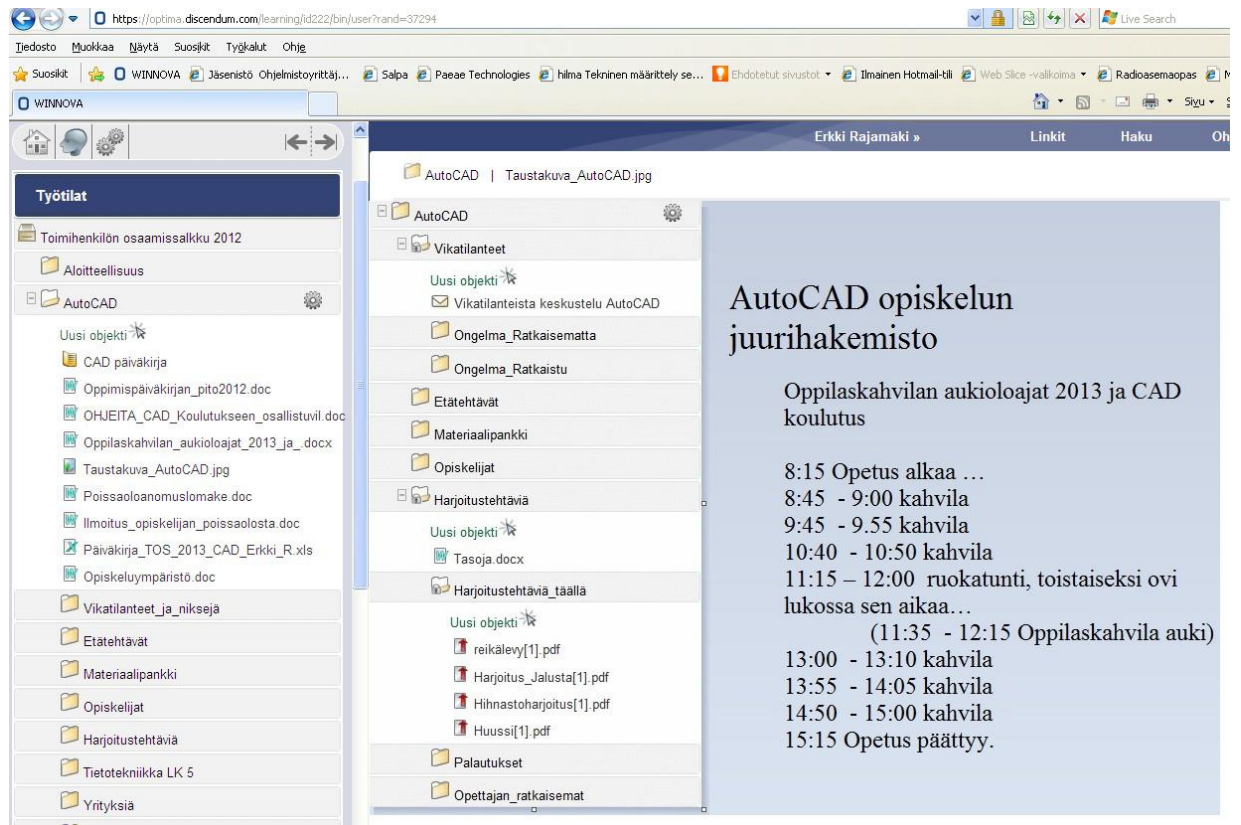 https://optima.discendum.com/learning/id222/bin/user?rand=37294
Live Search
Tiedosto Muokkaa Näytä Suosikit Työkalut Ohje
Suosikit WINNOVA Jäsenistö Ohjelmistoyrittäj... Salpa Paeae Technologies hilma Tekninen määrittely se... Ehdotetut sivustot Ilmainen Hotmail-tili Web Slice -valikoima Radioasemaopas
WINNOVA
Sivu
Erkki Rajamäki » Linkit Haku Oh
Työtilat
Toimihenkilön osaamissalkku 2012
Aloitteellisuus
AutoCAD
Uusi objekti
CAD päiväkirja
Oppimispäiväkirjan_pito2012.doc
OHJEITA_CAD_Koulutukseen_osallistuvil.doc
Oppilaskahvilan_aukioloajat_2013_ja_.docx
Taustakuva_AutoCAD.jpg
Poissaoloanomuslomake.doc
Ilmoitus_opiskelijan_poissaolosta.doc
Päiväkirja_TOS_2013_CAD_Erkki_R.xls
Opiskeluympäristö.doc
Vikatilanteet_ja_niksejä
Etätehtävät
Materiaalipankki
Opiskelijat
Harjoitustehtäviä
Tietotekniikka LK 5
Yrityksiä
AutoCAD | Taustakuva_AutoCAD.jpg
AutoCAD
Vikatilanteet
Uusi objekti
Vikatilanteista keskustelu AutoCAD
Ongelma_Ratkaisematta
Ongelma_Ratkaistu
Etätehtävät
Materiaalipankki
Opiskelijat
Harjoitustehtäviä
Uusi objekti
Tasoja.docx
Harjoitustehtäviä_täällä
Uusi objekti
reikälevy[1].pdf
Harjoitus_Jalusta[1].pdf
Hihnastoharjoitus[1].pdf
Huussi[1].pdf
Palautukset
Opettajan_ratkaisemat
AutoCAD opiskelun
juurihakemisto
Oppilaskahvilan aukioloajat 2013 ja CAD
koulutus
8:15 Opetus alkaa …
8:45 - 9:00 kahvila
9:45 - 9.55 kahvila
10:40 - 10:50 kahvila
11:15 – 12:00 ruokatunti, toistaiseksi ovi
lukossa sen aikaa…
(11:35 - 12:15 Oppilaskahvila auki)
13:00 - 13:10 kahvila
13:55 - 14:05 kahvila
14:50 - 15:00 kahvila
15:15 Opetus päättyy.